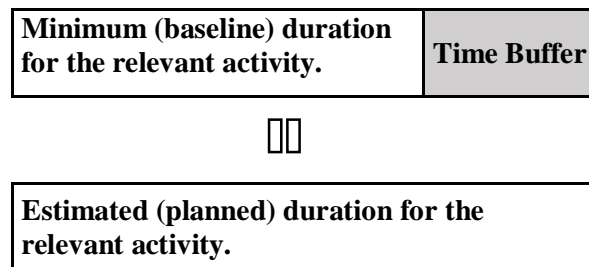 Minimum (baseline) duration
for the relevant activity.
Time Buffer
Estimated (planned) duration for the
relevant activity.